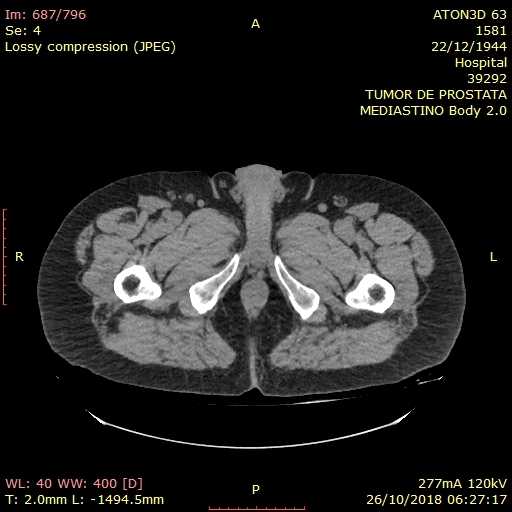 Im: 687/796
Se: 4
Lossy compression (JPEG)
A
ATON3D 63
1581
22/12/1944
Hospital
39292
TUMOR DE PROSTATA
MEDIASTINO Body 2.0
R
L
WL: 40 WW: 400 [D]
T: 2.0mm L: -1494.5mm
P
277mA 120kV
26/10/2018 06:27:17